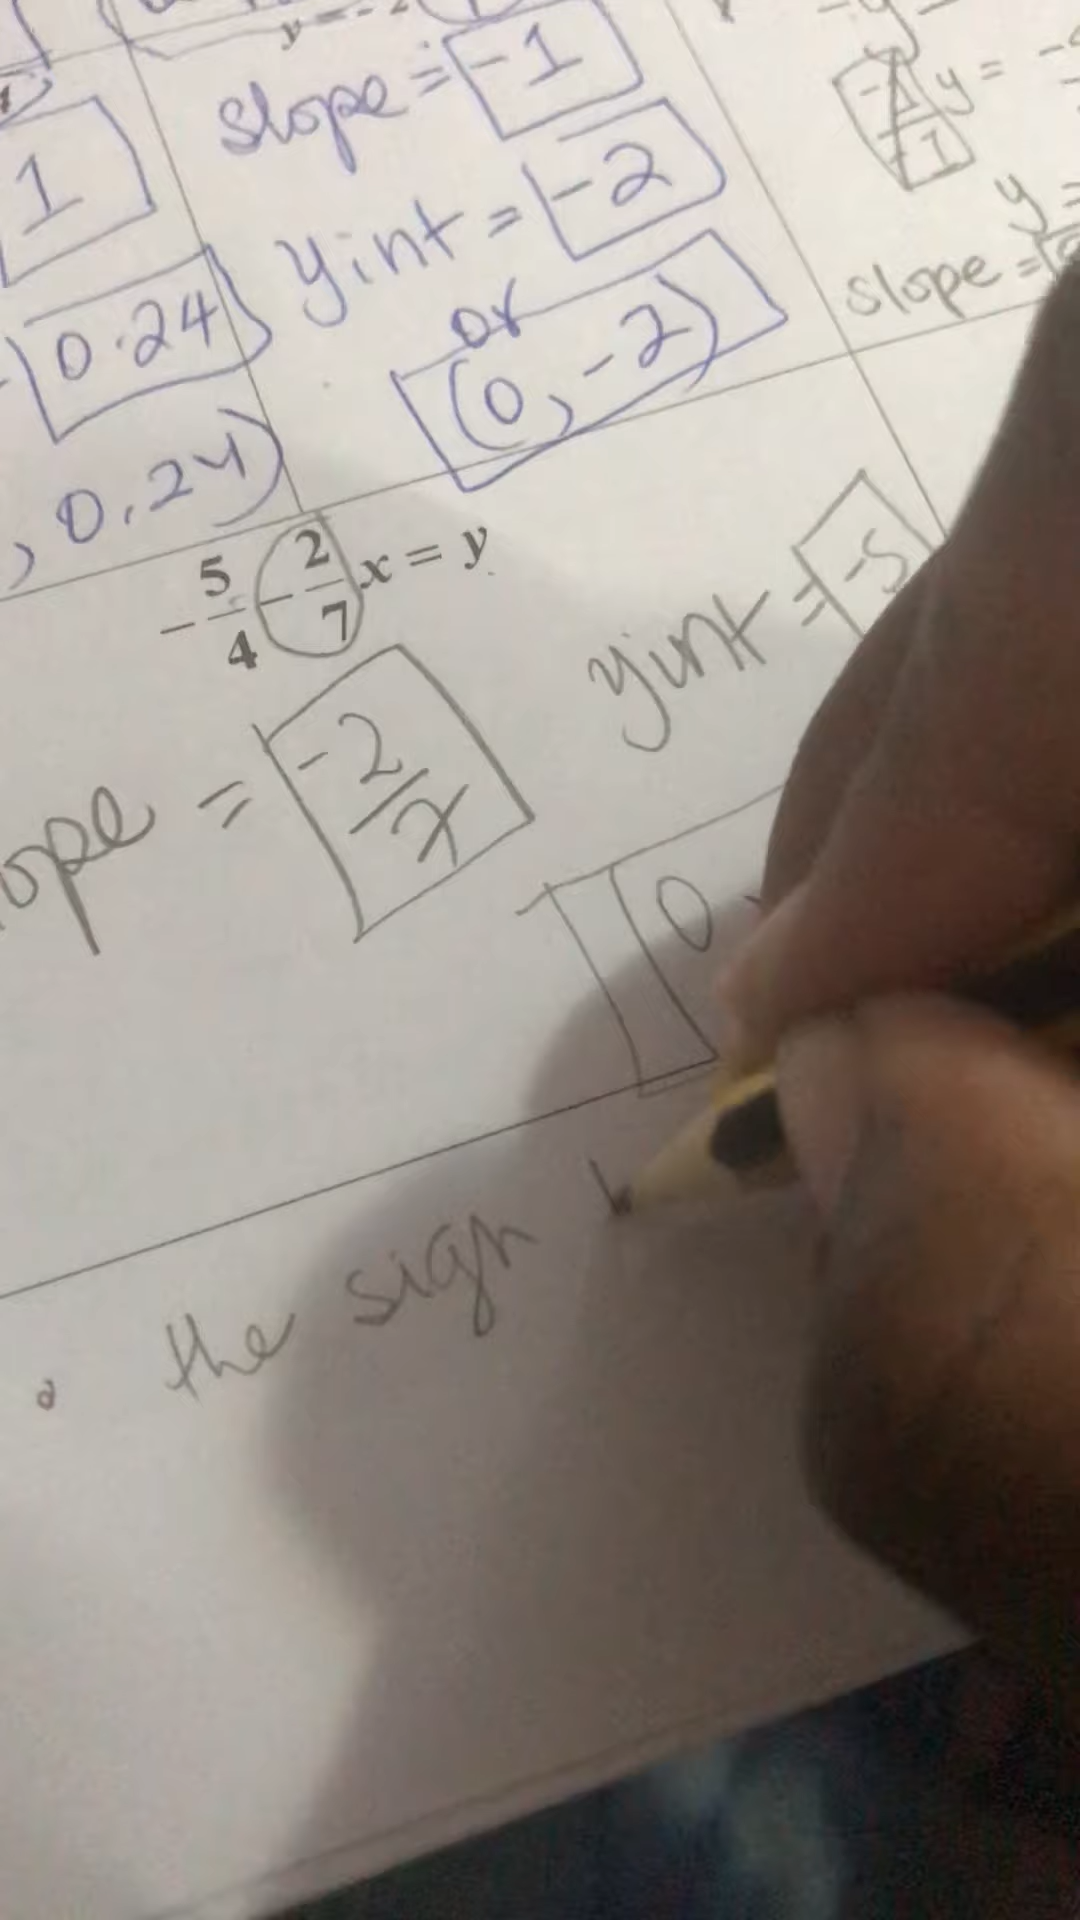 y = - 2
slope = -1
1
yint = -2
or
0.24
(0, -2)
, 0.24)
y =
y =
slope =
-5/4 - 2/7 x = y
yint = -5
ope = -2/7
0
the sign